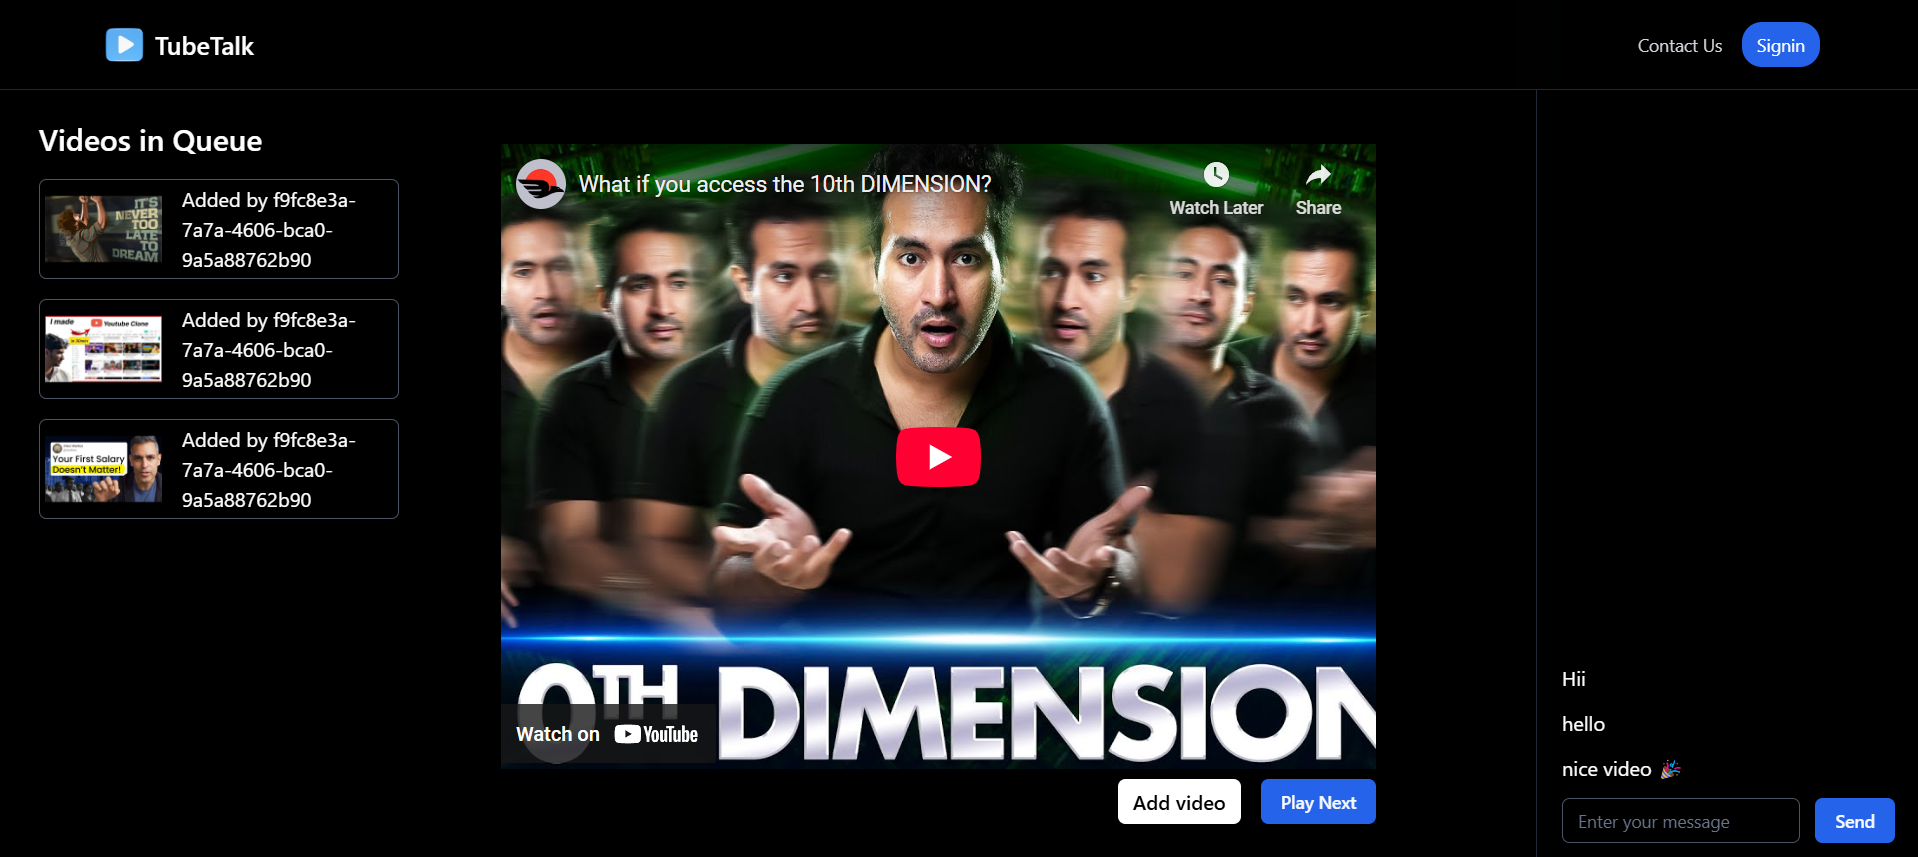 TubeTalk
Contact Us
Signin
Videos in Queue
IT'S
NEVER
TOO
LATE
TO
DREAM
Added by f9fc8e3a-
7a7a-4606-bca0-
9a5a88762b90
I made
Youtube Clone
Added by f9fc8e3a-
7a7a-4606-bca0-
9a5a88762b90
Your First Salary
Doesn't Matter!
Added by f9fc8e3a-
7a7a-4606-bca0-
9a5a88762b90
What if you access the 10th DIMENSION?
Watch Later
Share
0TH DIMENSION
Watch on YouTube
Add video
Play Next
Hii
hello
nice video 🎉
Enter your message
Send